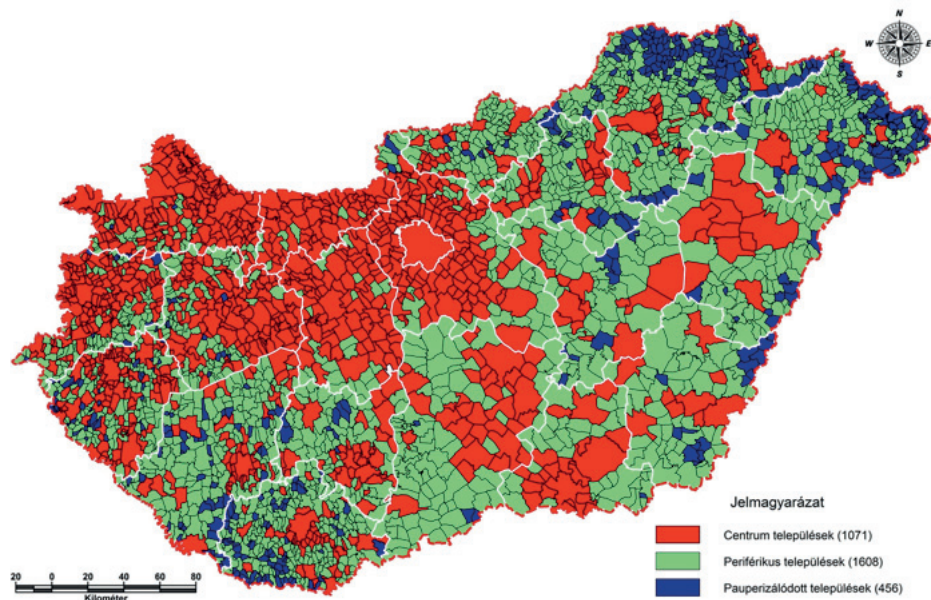 N
W E
S
Jelmagyarázat
Centrum települések (1071)
Periférikus települések (1608)
Pauperizálódott települések (456)
20 0 20 40 60 80
Kilométer